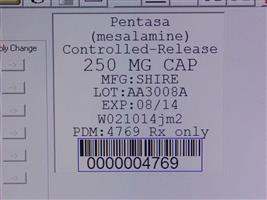 Pentasa
(mesalamine)
Controlled-Release
250 MG CAP
MFG:SHIRE
LOT:AA3008A
EXP:08/14
W021014jm2
PDM:4769 Rx only
0000004769
ply Change